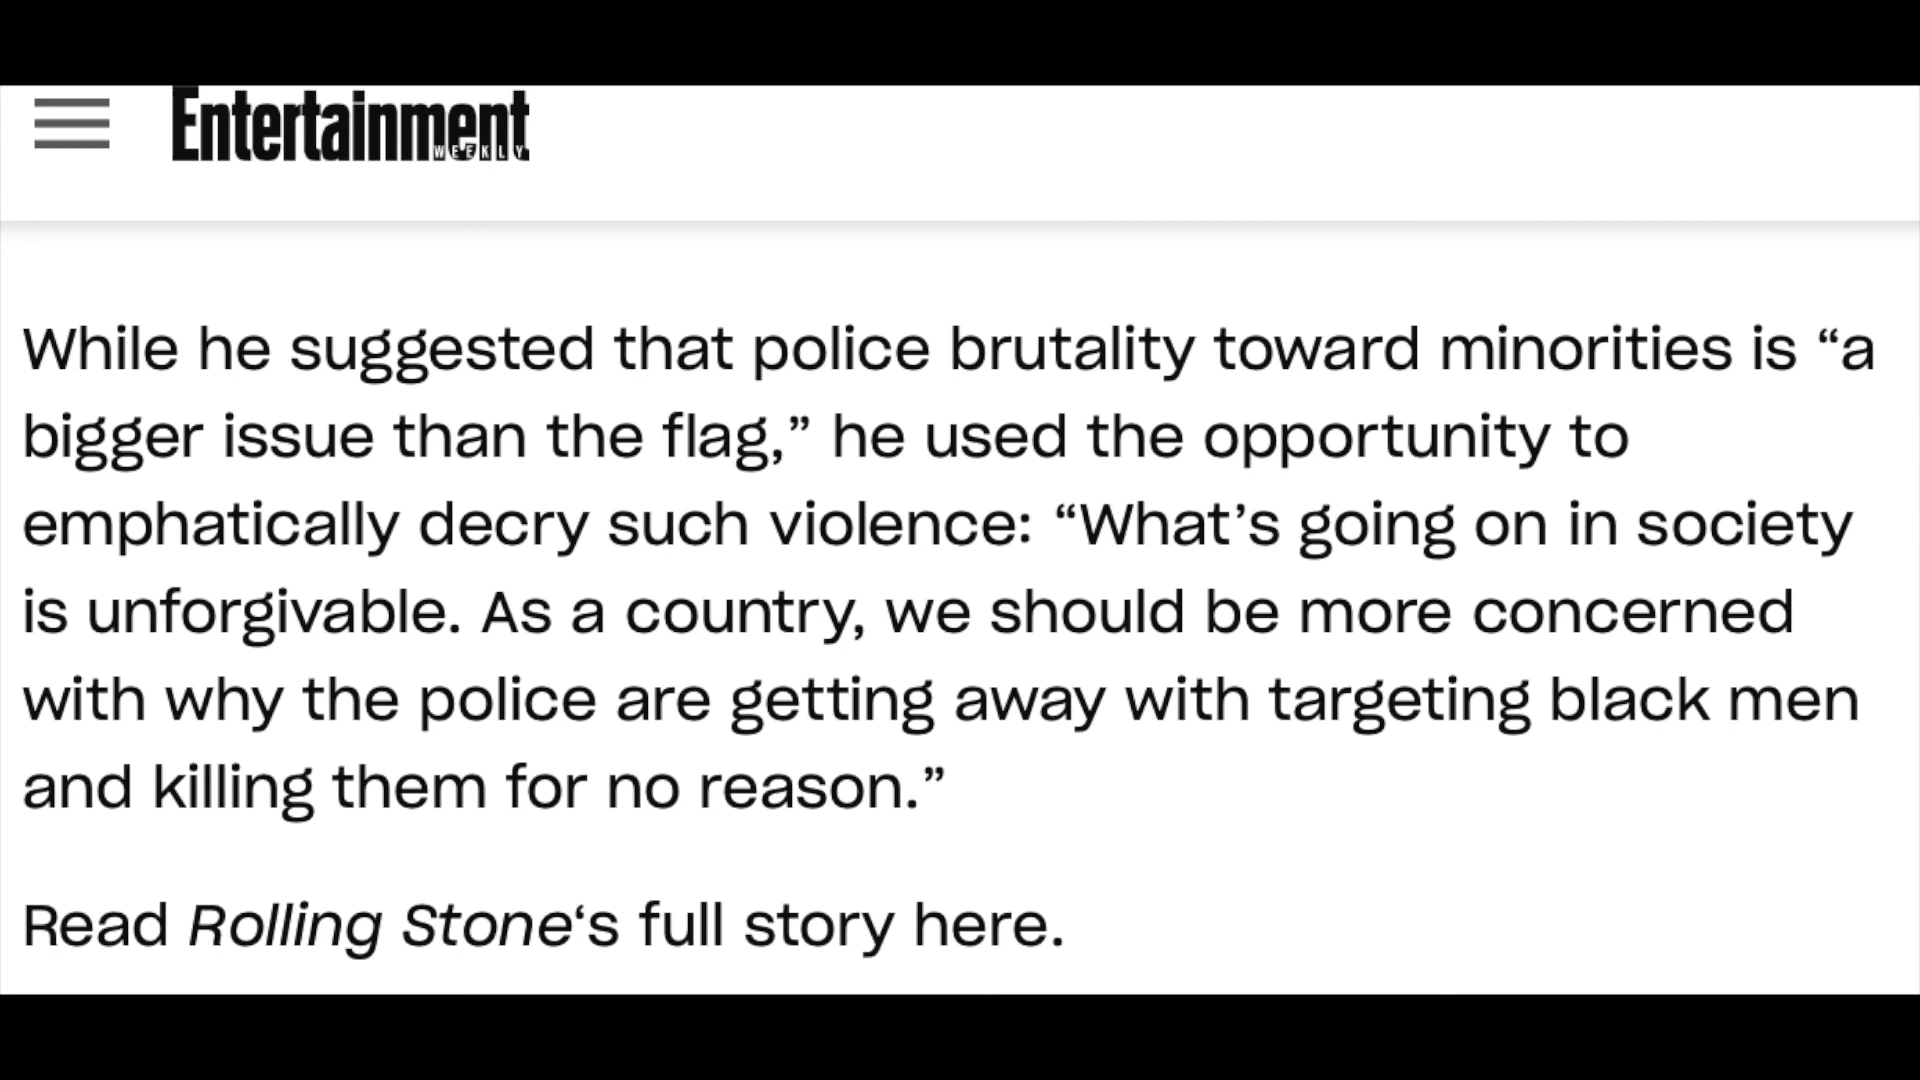 Entertainment
WEEKLY
While he suggested that police brutality toward minorities is “a
bigger issue than the flag,” he used the opportunity to
emphatically decry such violence: “What’s going on in society
is unforgivable. As a country, we should be more concerned
with why the police are getting away with targeting black men
and killing them for no reason.”
Read Rolling Stone‘s full story here.